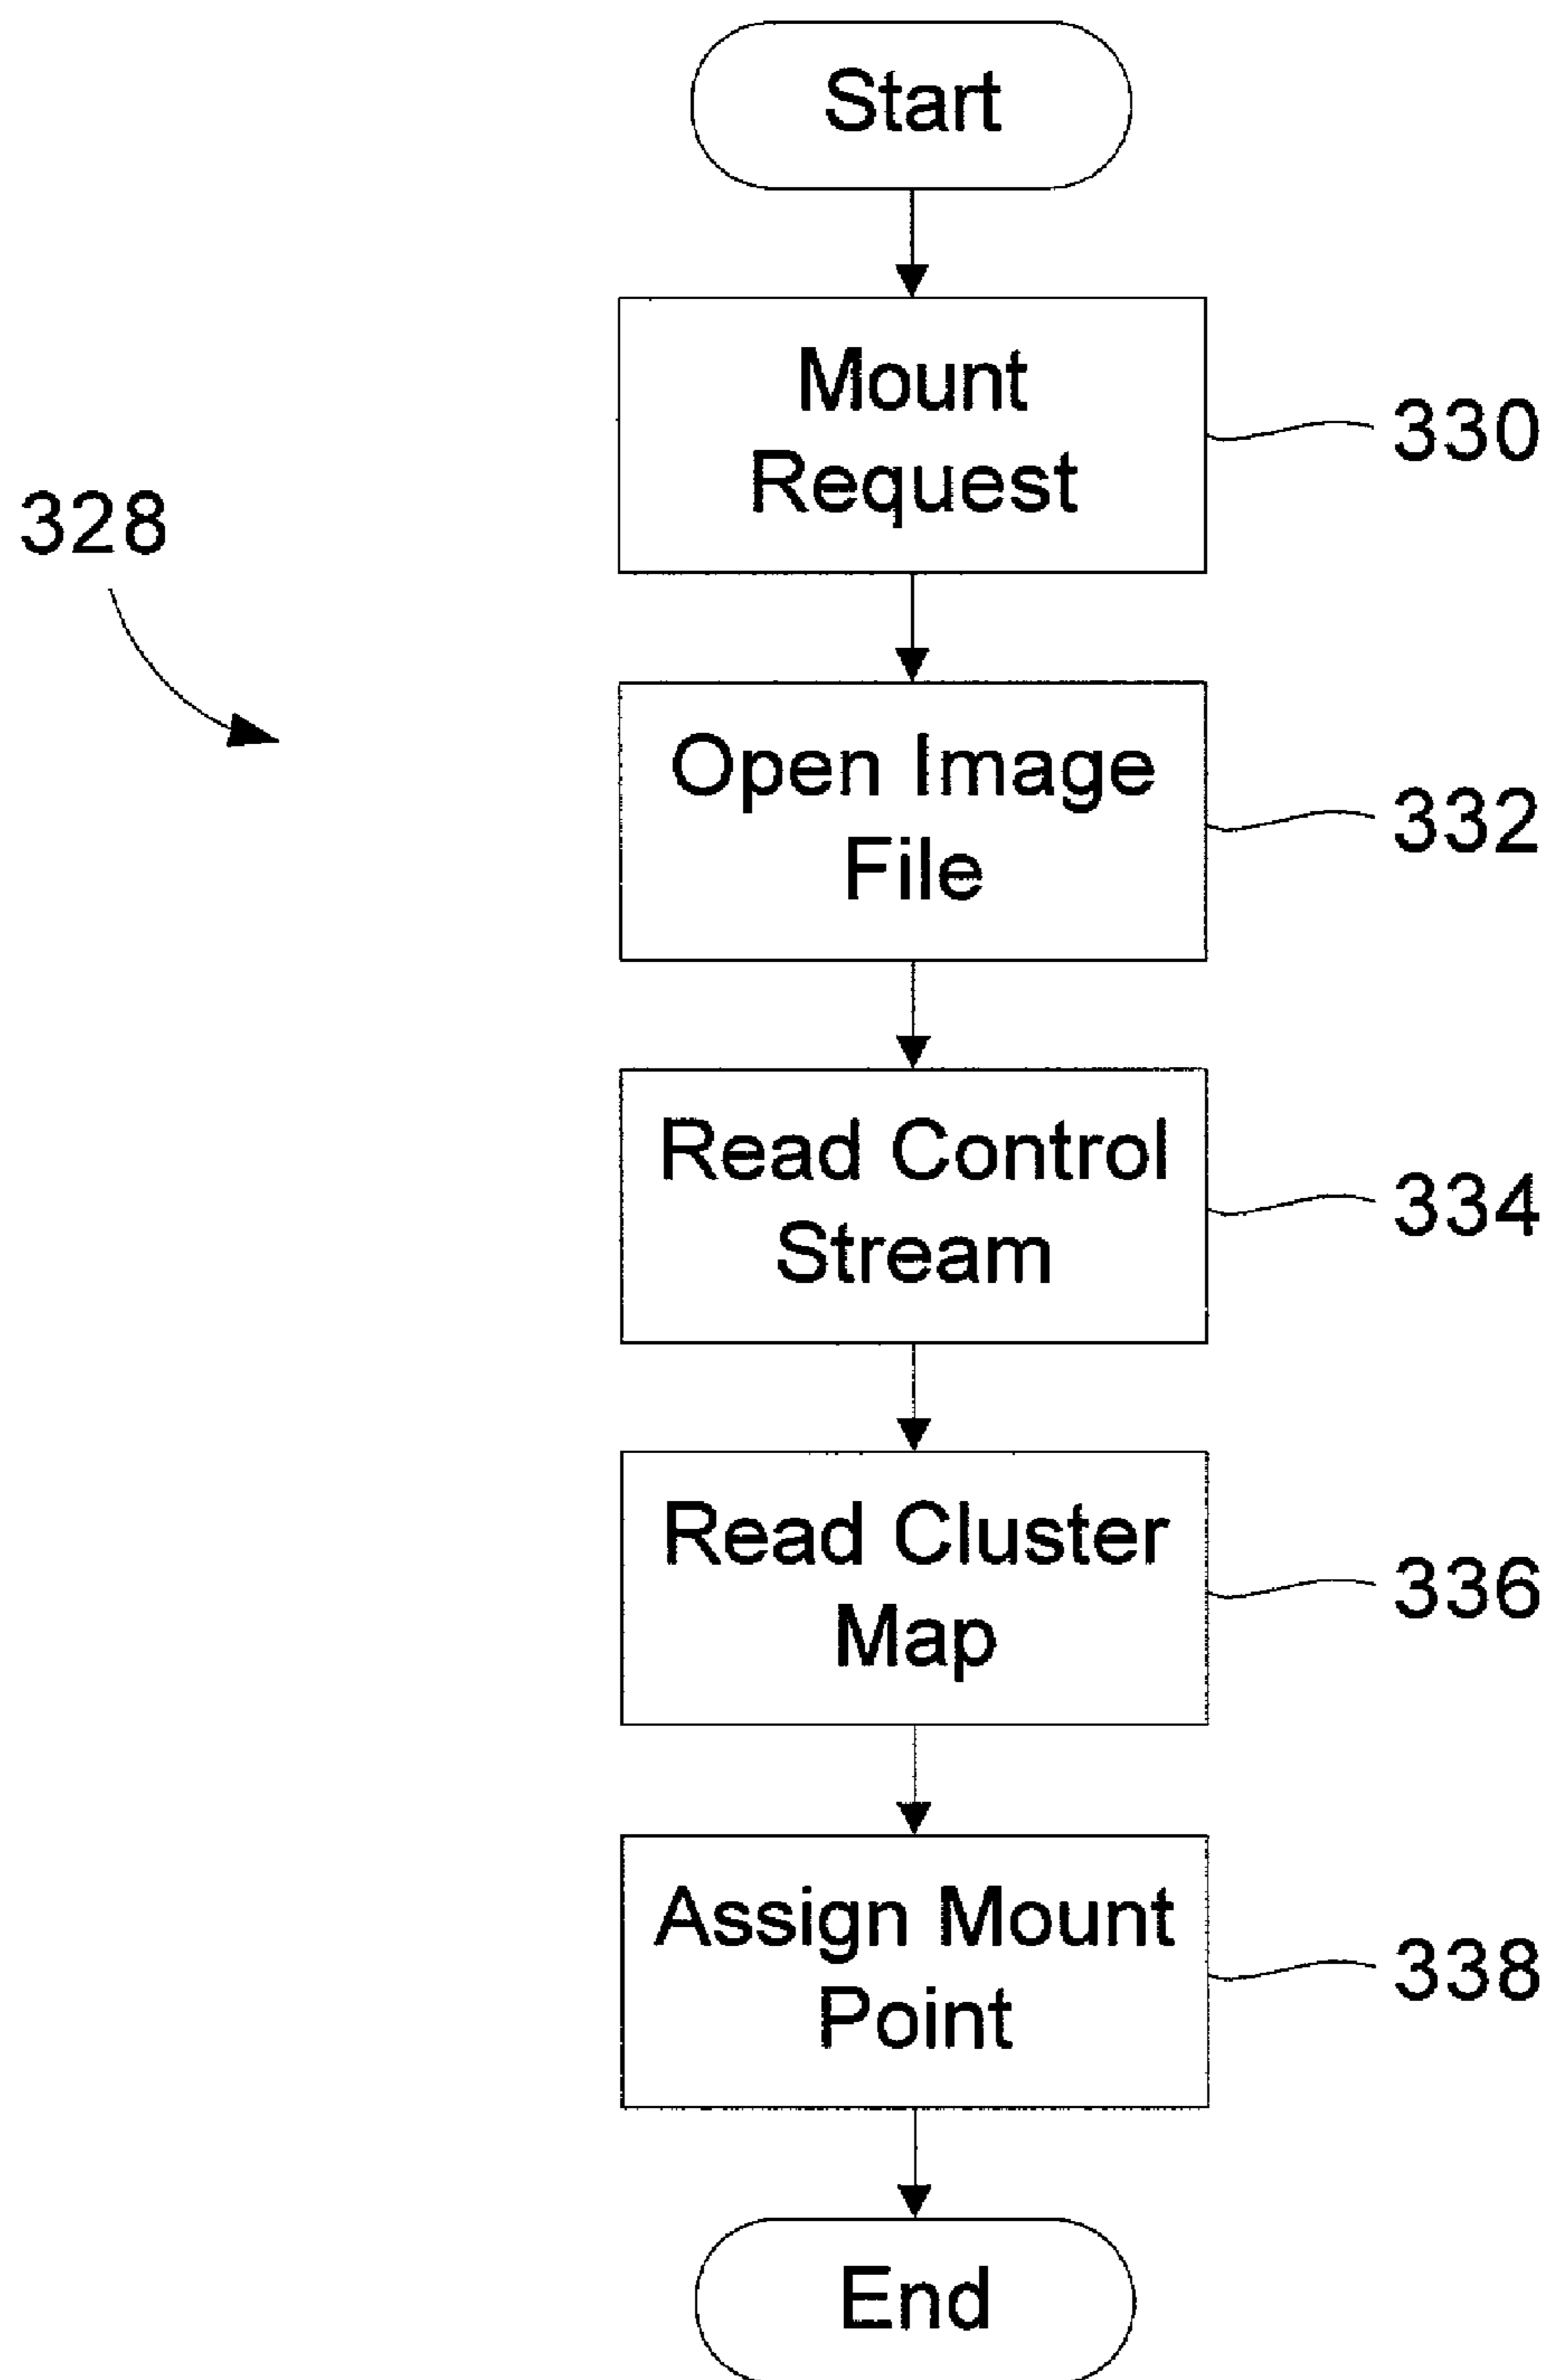 Start
Mount
Request
330
328
Open Image
File
332
Read Control
Stream
334
Read Cluster
Map
336
Assign Mount
Point
338
End